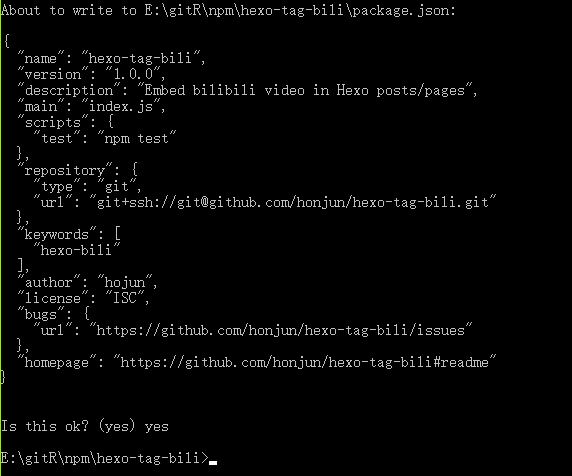 About to write to E:\gitR\npm\hexo-tag-bili\package.json:
{
  "name": "hexo-tag-bili",
  "version": "1.0.0",
  "description": "Embed bilibili video in Hexo posts/pages",
  "main": "index.js",
  "scripts": {
    "test": "npm test"
  },
  "repository": {
    "type": "git",
    "url": "git+ssh://git@github.com/honjun/hexo-tag-bili.git"
  },
  "keywords": [
    "hexo-bili"
  ],
  "author": "hojun",
  "license": "ISC",
  "bugs": {
    "url": "https://github.com/honjun/hexo-tag-bili/issues"
  },
  "homepage": "https://github.com/honjun/hexo-tag-bili#readme"
}
Is this ok? (yes) yes
E:\gitR\npm\hexo-tag-bili>